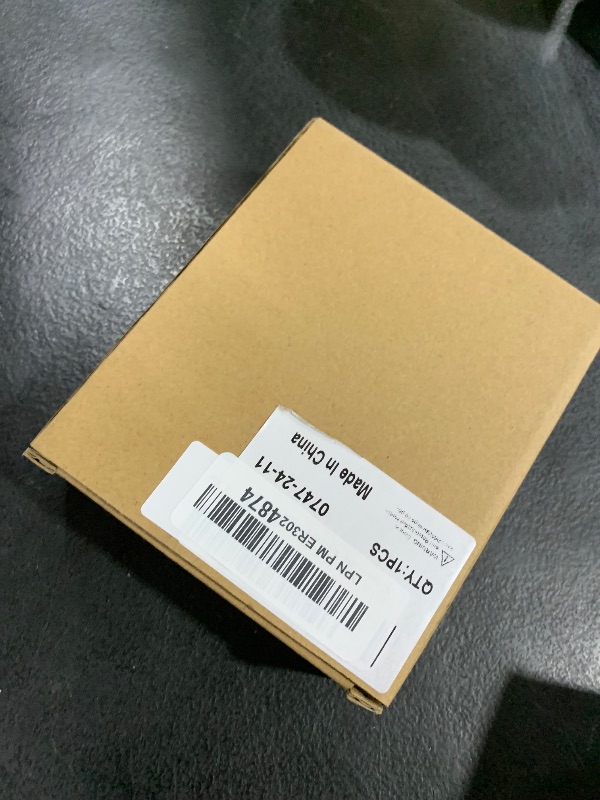 QTY:1PCS
Made In China
LPN PM ER3024874
0747-24-11